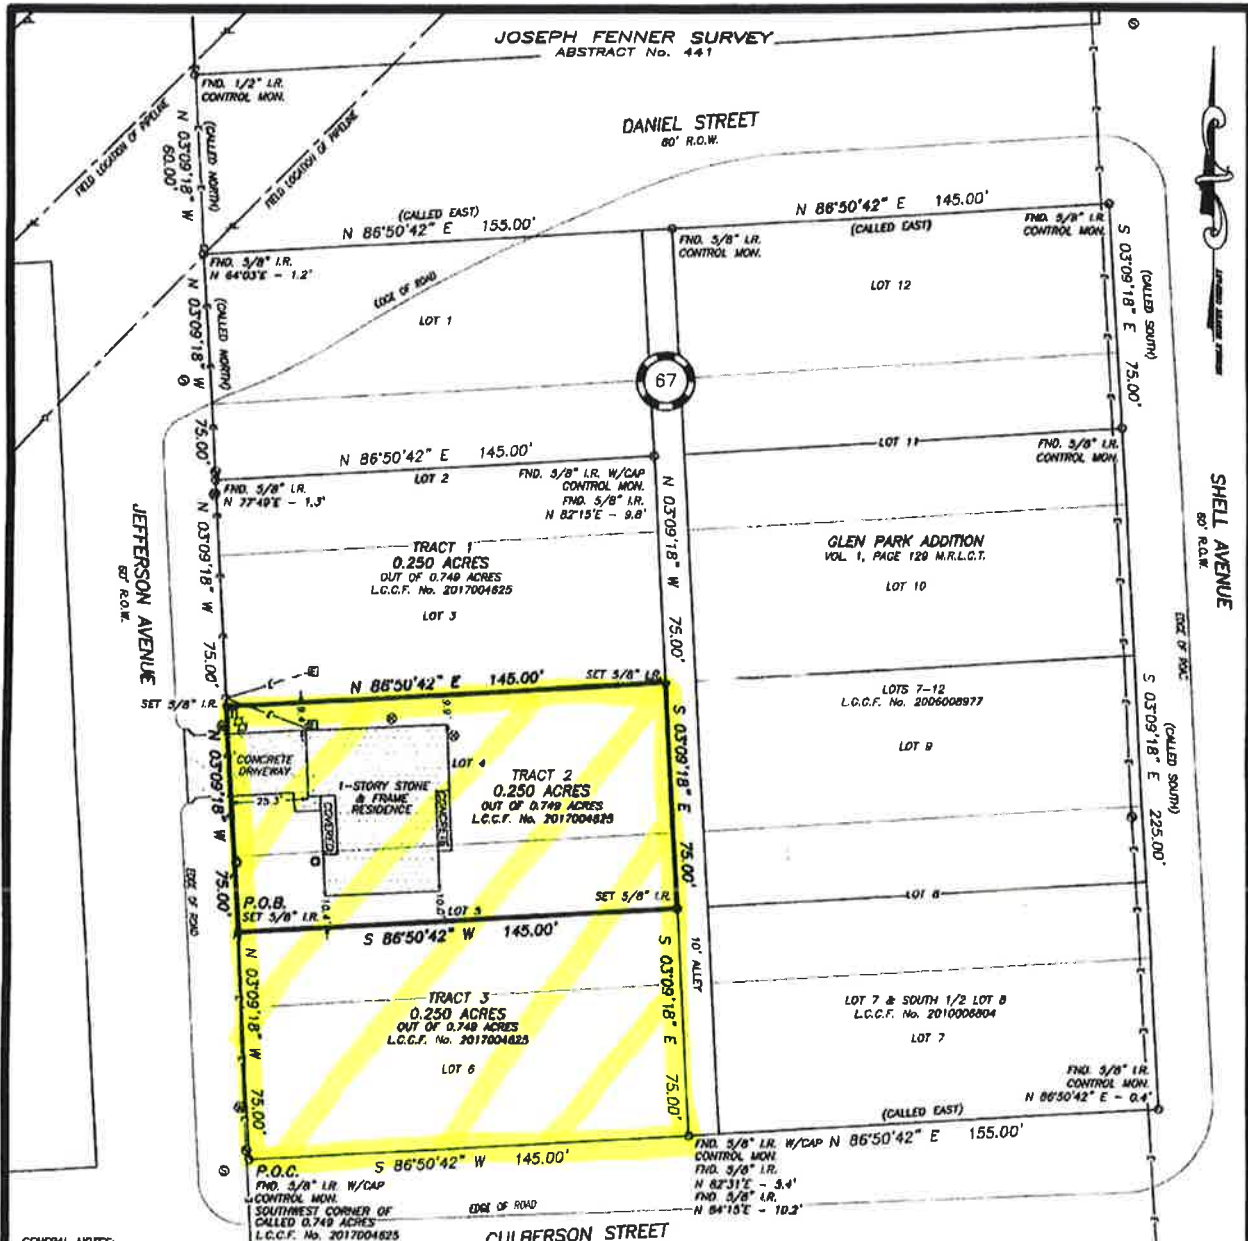 JOSEPH FENNER SURVEY
ABSTRACT No. 441
FND. 1/2" I.R.
CONTROL MON.
FIELD LOCATION OF PIPELINE
FIELD LOCATION OF PIPELINE
(CALLED NORTH)
N 03°09'18" W
60.00'
DANIEL STREET
60' R.O.W.
(CALLED EAST)
N 86°50'42" E 155.00'
N 86°50'42" E 145.00'
(CALLED EAST)
FND. 5/8" I.R.
CONTROL MON.
FND. 5/8" I.R.
CONTROL MON.
FND. 5/8" I.R.
N 64°03'E - 1.2'
EDGE OF ROAD
LOT 1
LOT 12
(CALLED NORTH)
N 03°09'18" W 75.00'
S 03°09'18" E 75.00'
(CALLED SOUTH)
67
N 86°50'42" E 145.00'
LOT 2
LOT 11
FND. 5/8" I.R.
CONTROL MON.
FND. 5/8" I.R.
N 77°49'E - 1.3'
FND. 5/8" I.R. W/CAP
CONTROL MON.
FND. 5/8" I.R.
N 82°15'E - 9.8'
JEFFERSON AVENUE
60' R.O.W.
SHELL AVENUE
60' R.O.W.
N 03°09'18" W 75.00'
TRACT 1
0.250 ACRES
OUT OF 0.749 ACRES
L.C.C.F. No. 2017004625
LOT 3
N 03°09'18" W 75.00'
GLEN PARK ADDITION
VOL. 1, PAGE 129 M.R.L.C.T.
LOT 10
EDGE OF ROAD
SET 5/8" I.R.
N 86°50'42" E 145.00'
SET 5/8" I.R.
LOTS 7-12
L.C.C.F. No. 2006008977
LOT 9
S 03°09'18" E 225.00'
(CALLED SOUTH)
9.4'
9.9'
CONCRETE
DRIVEWAY
25.3'
1-STORY STONE
& FRAME
RESIDENCE
COVERED
CONCRETE
LOT 4
TRACT 2
0.250 ACRES
OUT OF 0.749 ACRES
L.C.C.F. No. 2017004625
N 03°09'18" W 75.00'
S 03°09'18" E 75.00'
EDGE OF ROAD
P.O.B.
SET 5/8" I.R.
10.4'
10.0'
LOT 5
SET 5/8" I.R.
S 86°50'42" W 145.00'
LOT 8
10' ALLEY
N 03°09'18" W 75.00'
TRACT 3
0.250 ACRES
OUT OF 0.749 ACRES
L.C.C.F. No. 2017004625
LOT 6
S 03°09'18" E 75.00'
LOT 7 & SOUTH 1/2 LOT 8
L.C.C.F. No. 2010006804
LOT 7
FND. 5/8" I.R.
CONTROL MON.
N 86°50'42" E - 0.4'
(CALLED EAST)
N 86°50'42" E 155.00'
P.O.C.
FND. 5/8" I.R. W/CAP
CONTROL MON.
SOUTHWEST CORNER OF
CALLED 0.749 ACRES
L.C.C.F. No. 2017004625
S 86°50'42" W 145.00'
FND. 5/8" I.R. W/CAP
CONTROL MON.
FND. 5/8" I.R.
N 82°31'E - 5.4'
FND. 5/8" I.R.
N 84°15'E - 10.2'
EDGE OF ROAD
CULBERSON STREET
GENERAL NOTES: